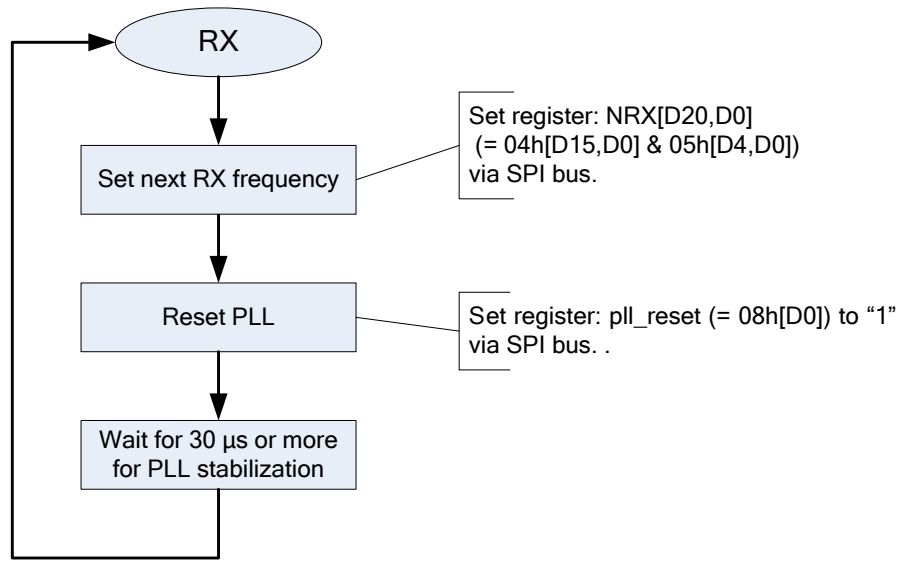 RX
Set next RX frequency
Set register: NRX[D20,D0]
(= 04h[D15,D0] & 05h[D4,D0])
via SPI bus.
Reset PLL
Set register: pll_reset (= 08h[D0]) to “1”
via SPI bus. .
Wait for 30 µs or more
for PLL stabilization